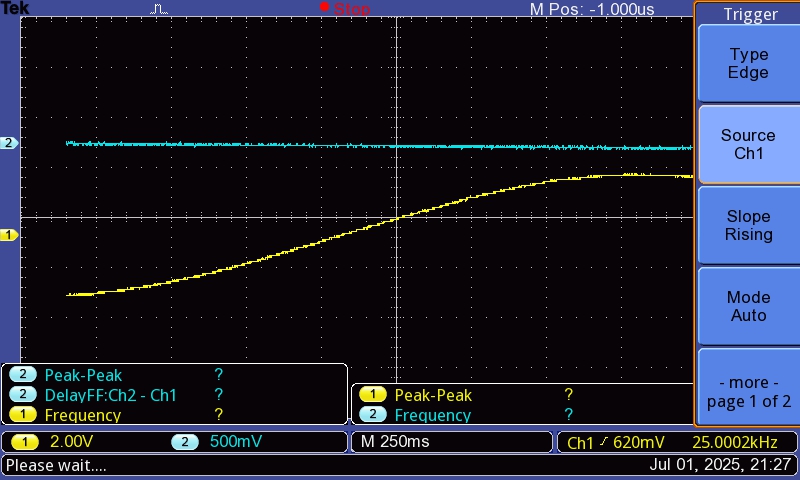 Tek Stop M Pos: -1.000us
Trigger
Type
Edge
Source
Ch1
Slope
Rising
Mode
Auto
- more -
page 1 of 2
2
1
2 Peak-Peak ?
2 DelayFF:Ch2 - Ch1 ?
1 Frequency ?
1 Peak-Peak ?
2 Frequency ?
1 2.00V 2 500mV M 250ms Ch1 620mV 25.0002kHz
Please wait.... Jul 01, 2025, 21:27